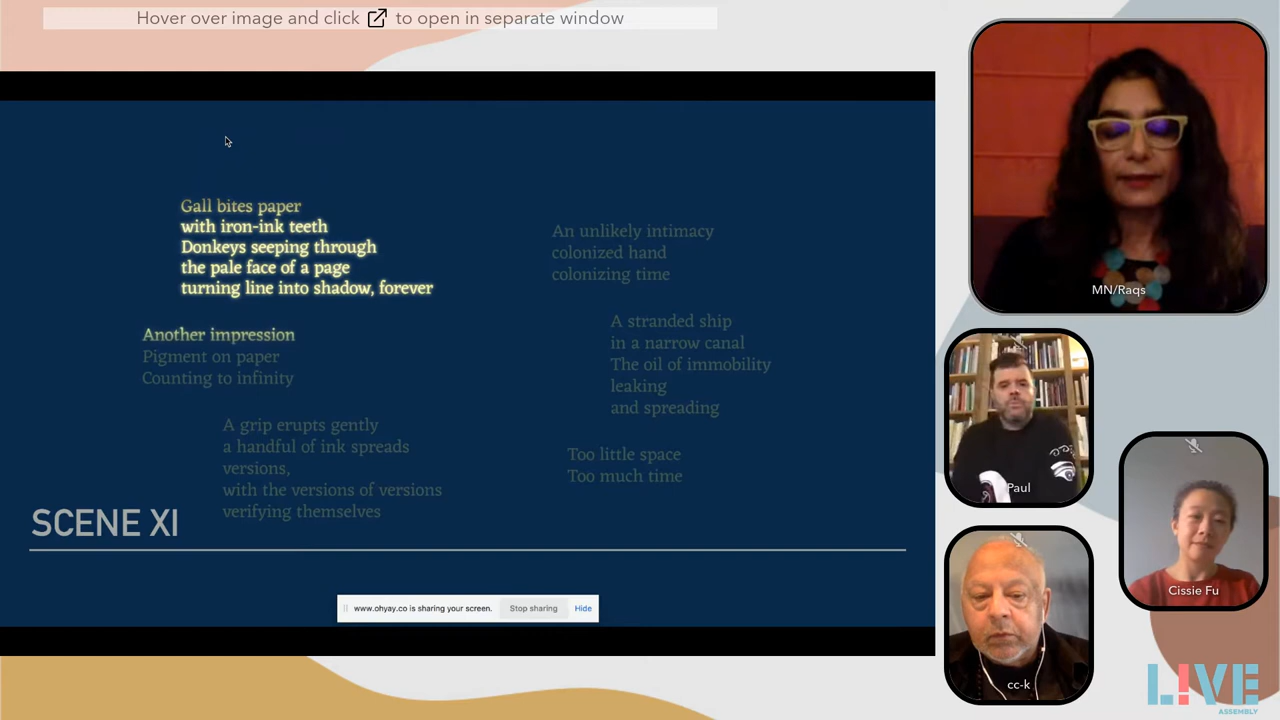 Hover over image and click to open in separate window
Gall bites paper
with iron-ink teeth
Donkeys seeping through
the pale face of a page
turning line into shadow, forever
Another impression
Pigment on paper
Counting to infinity
A grip erupts gently
a handful of ink spreads
versions,
with the versions of versions
verifying themselves
An unlikely intimacy
colonized hand
colonizing time
A stranded ship
in a narrow canal
The oil of immobility
leaking
and spreading
Too little space
Too much time
SCENE XI
www.ohyay.co is sharing your screen.
Stop sharing
Hide
MN/Raqs
Paul
Cissie Fu
cc-k
L!VE
ASSEMBLY